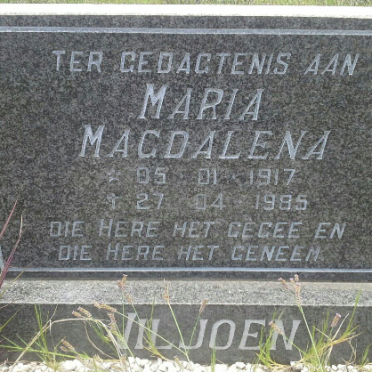 TER GEDAGTENIS AAN
MARIA
MAGDALENA
* 05 01 1917
† 27 04 1985
DIE HERE HET GEGEE EN
DIE HERE HET GENEEM
VILJOEN